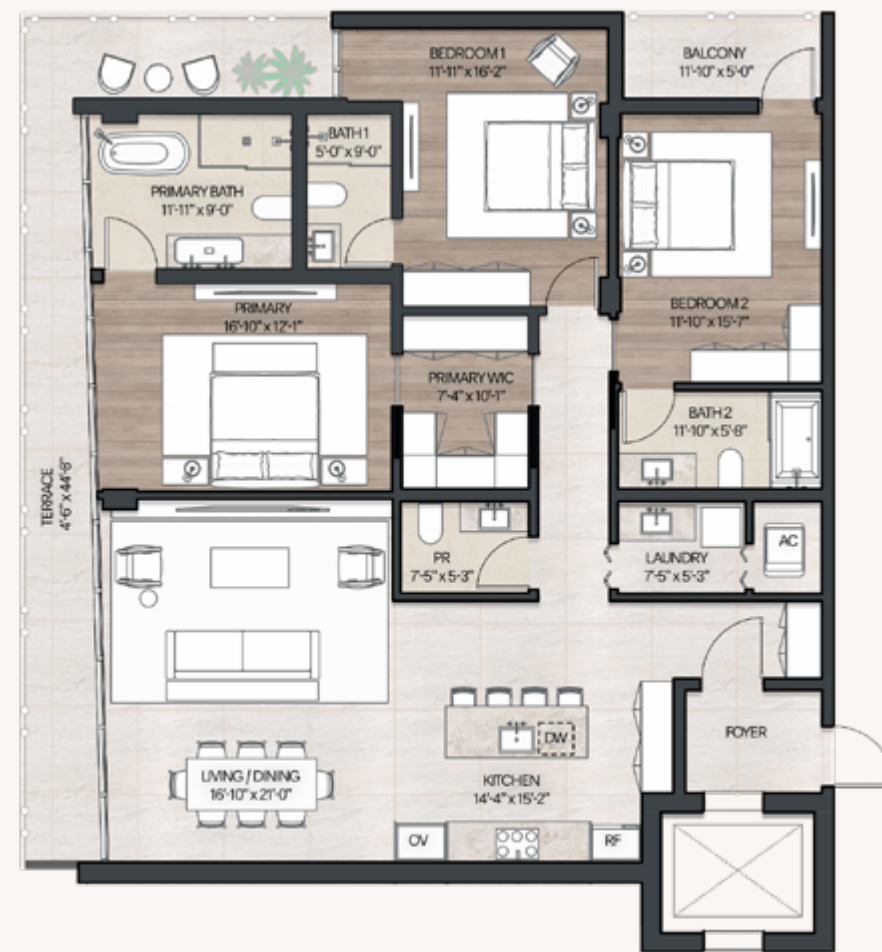 BEDROOM 1
11'-11" x 16'-2"
BALCONY
11'-10" x 5'-0"
BATH 1
5'-0" x 9'-0"
PRIMARY BATH
11'-11" x 9'-0"
PRIMARY
16'-10" x 12'-1"
BEDROOM 2
11'-10" x 15'-7"
PRIMARY WIC
7'-4" x 10'-1"
BATH 2
11'-10" x 5'-8"
TERRACE
4'-6" x 44'-8"
PR
7'-5" x 5'-3"
LAUNDRY
7'-5" x 5'-3"
AC
FOYER
DW
LIVING / DINING
16'-10" x 21'-0"
KITCHEN
14'-4" x 15'-2"
OV
RF